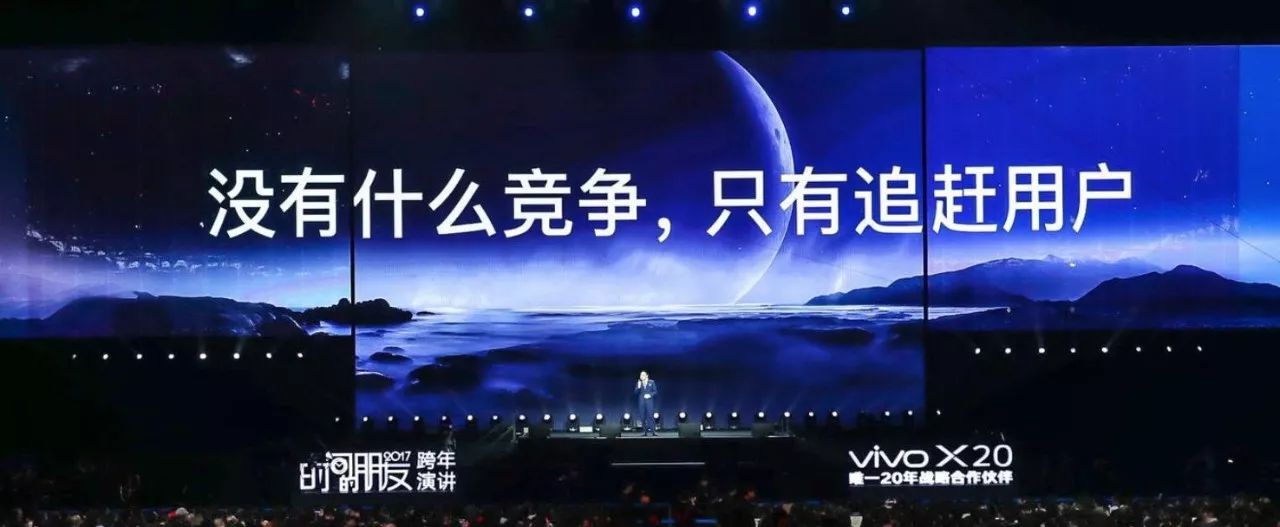 没有什么竞争，只有追赶用户
时间的朋友
2017
跨年
演讲
vivo X20
唯一20年战略合作伙伴